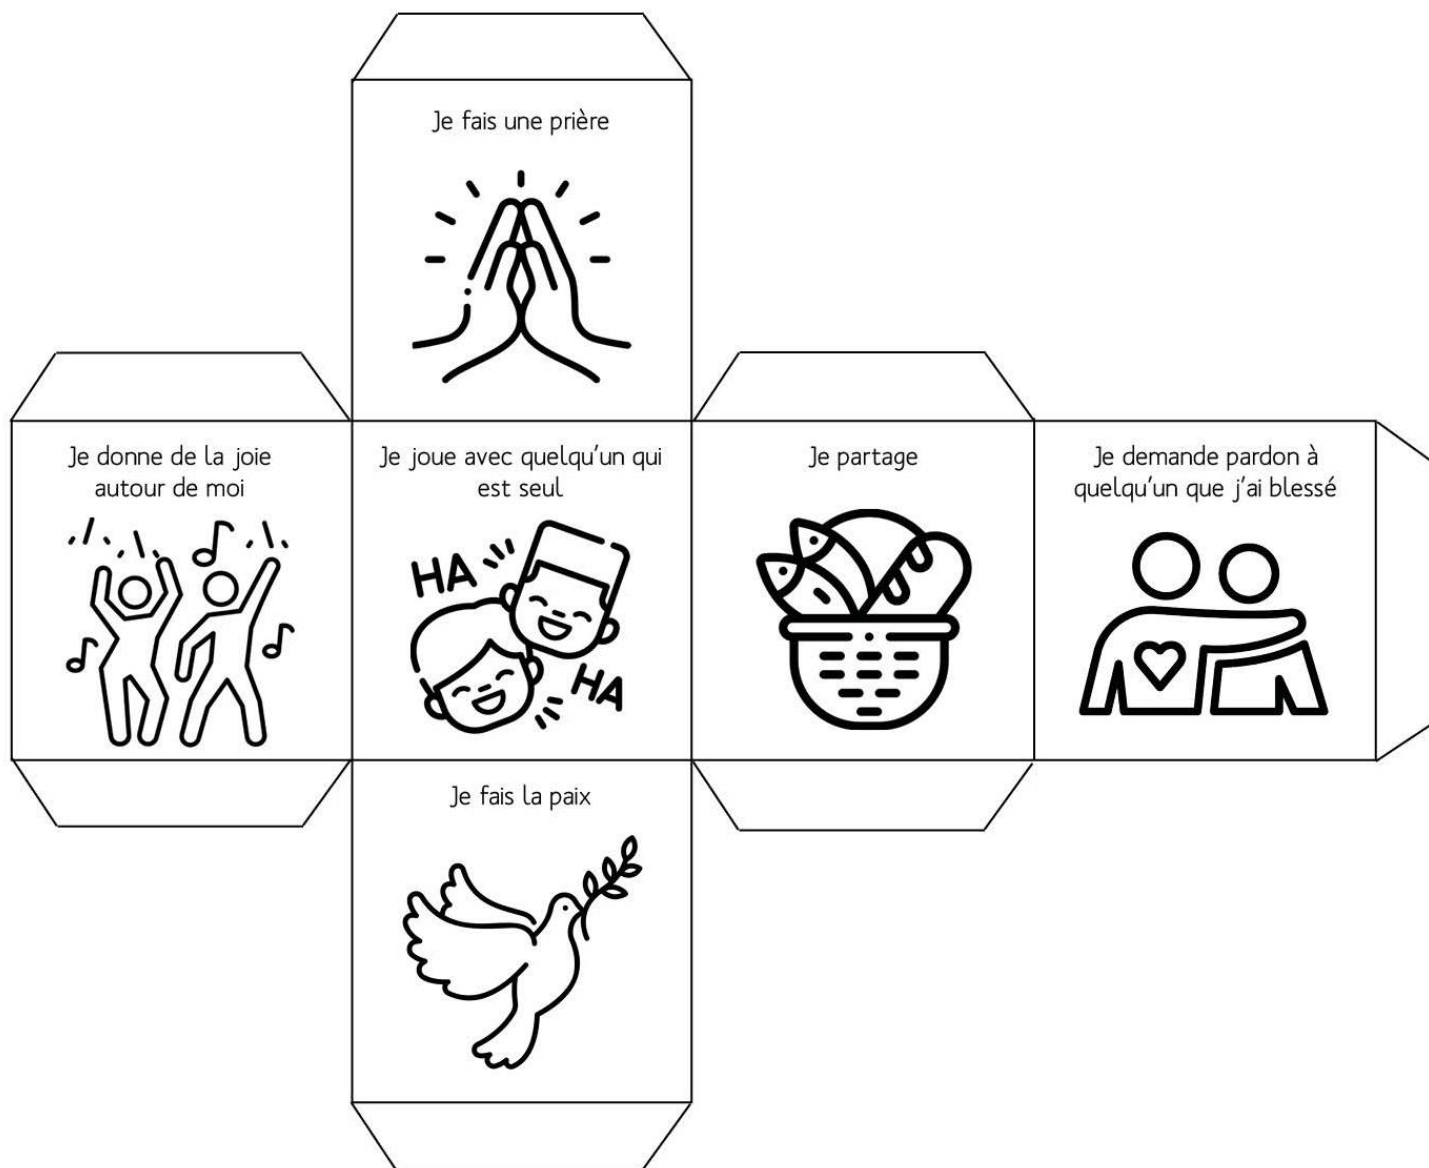 Je fais une prière
Je donne de la joie
autour de moi
Je joue avec quelqu'un qui
est seul
HA
HA
Je partage
Je demande pardon à
quelqu'un que j'ai blessé
Je fais la paix